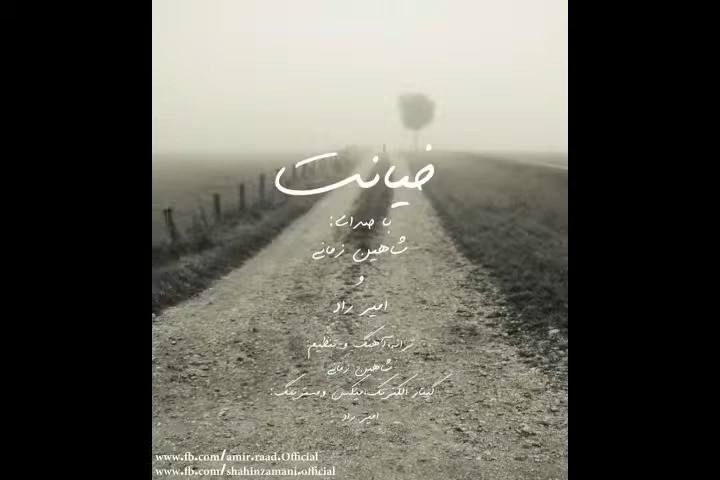 خیانت
با صدای:
شاهین زمانی
و
امیر راد
ترانه،آهنگ و تنظیم:
شاهین زمانی
گیتار الکتریک،میکس و مسترینگ:
امیر راد
www.fb.com/amir.raad.Official
www.fb.com/shahinzamani.official